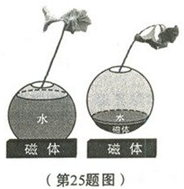 水 水
磁体
磁 体 磁 体
（第25题图）